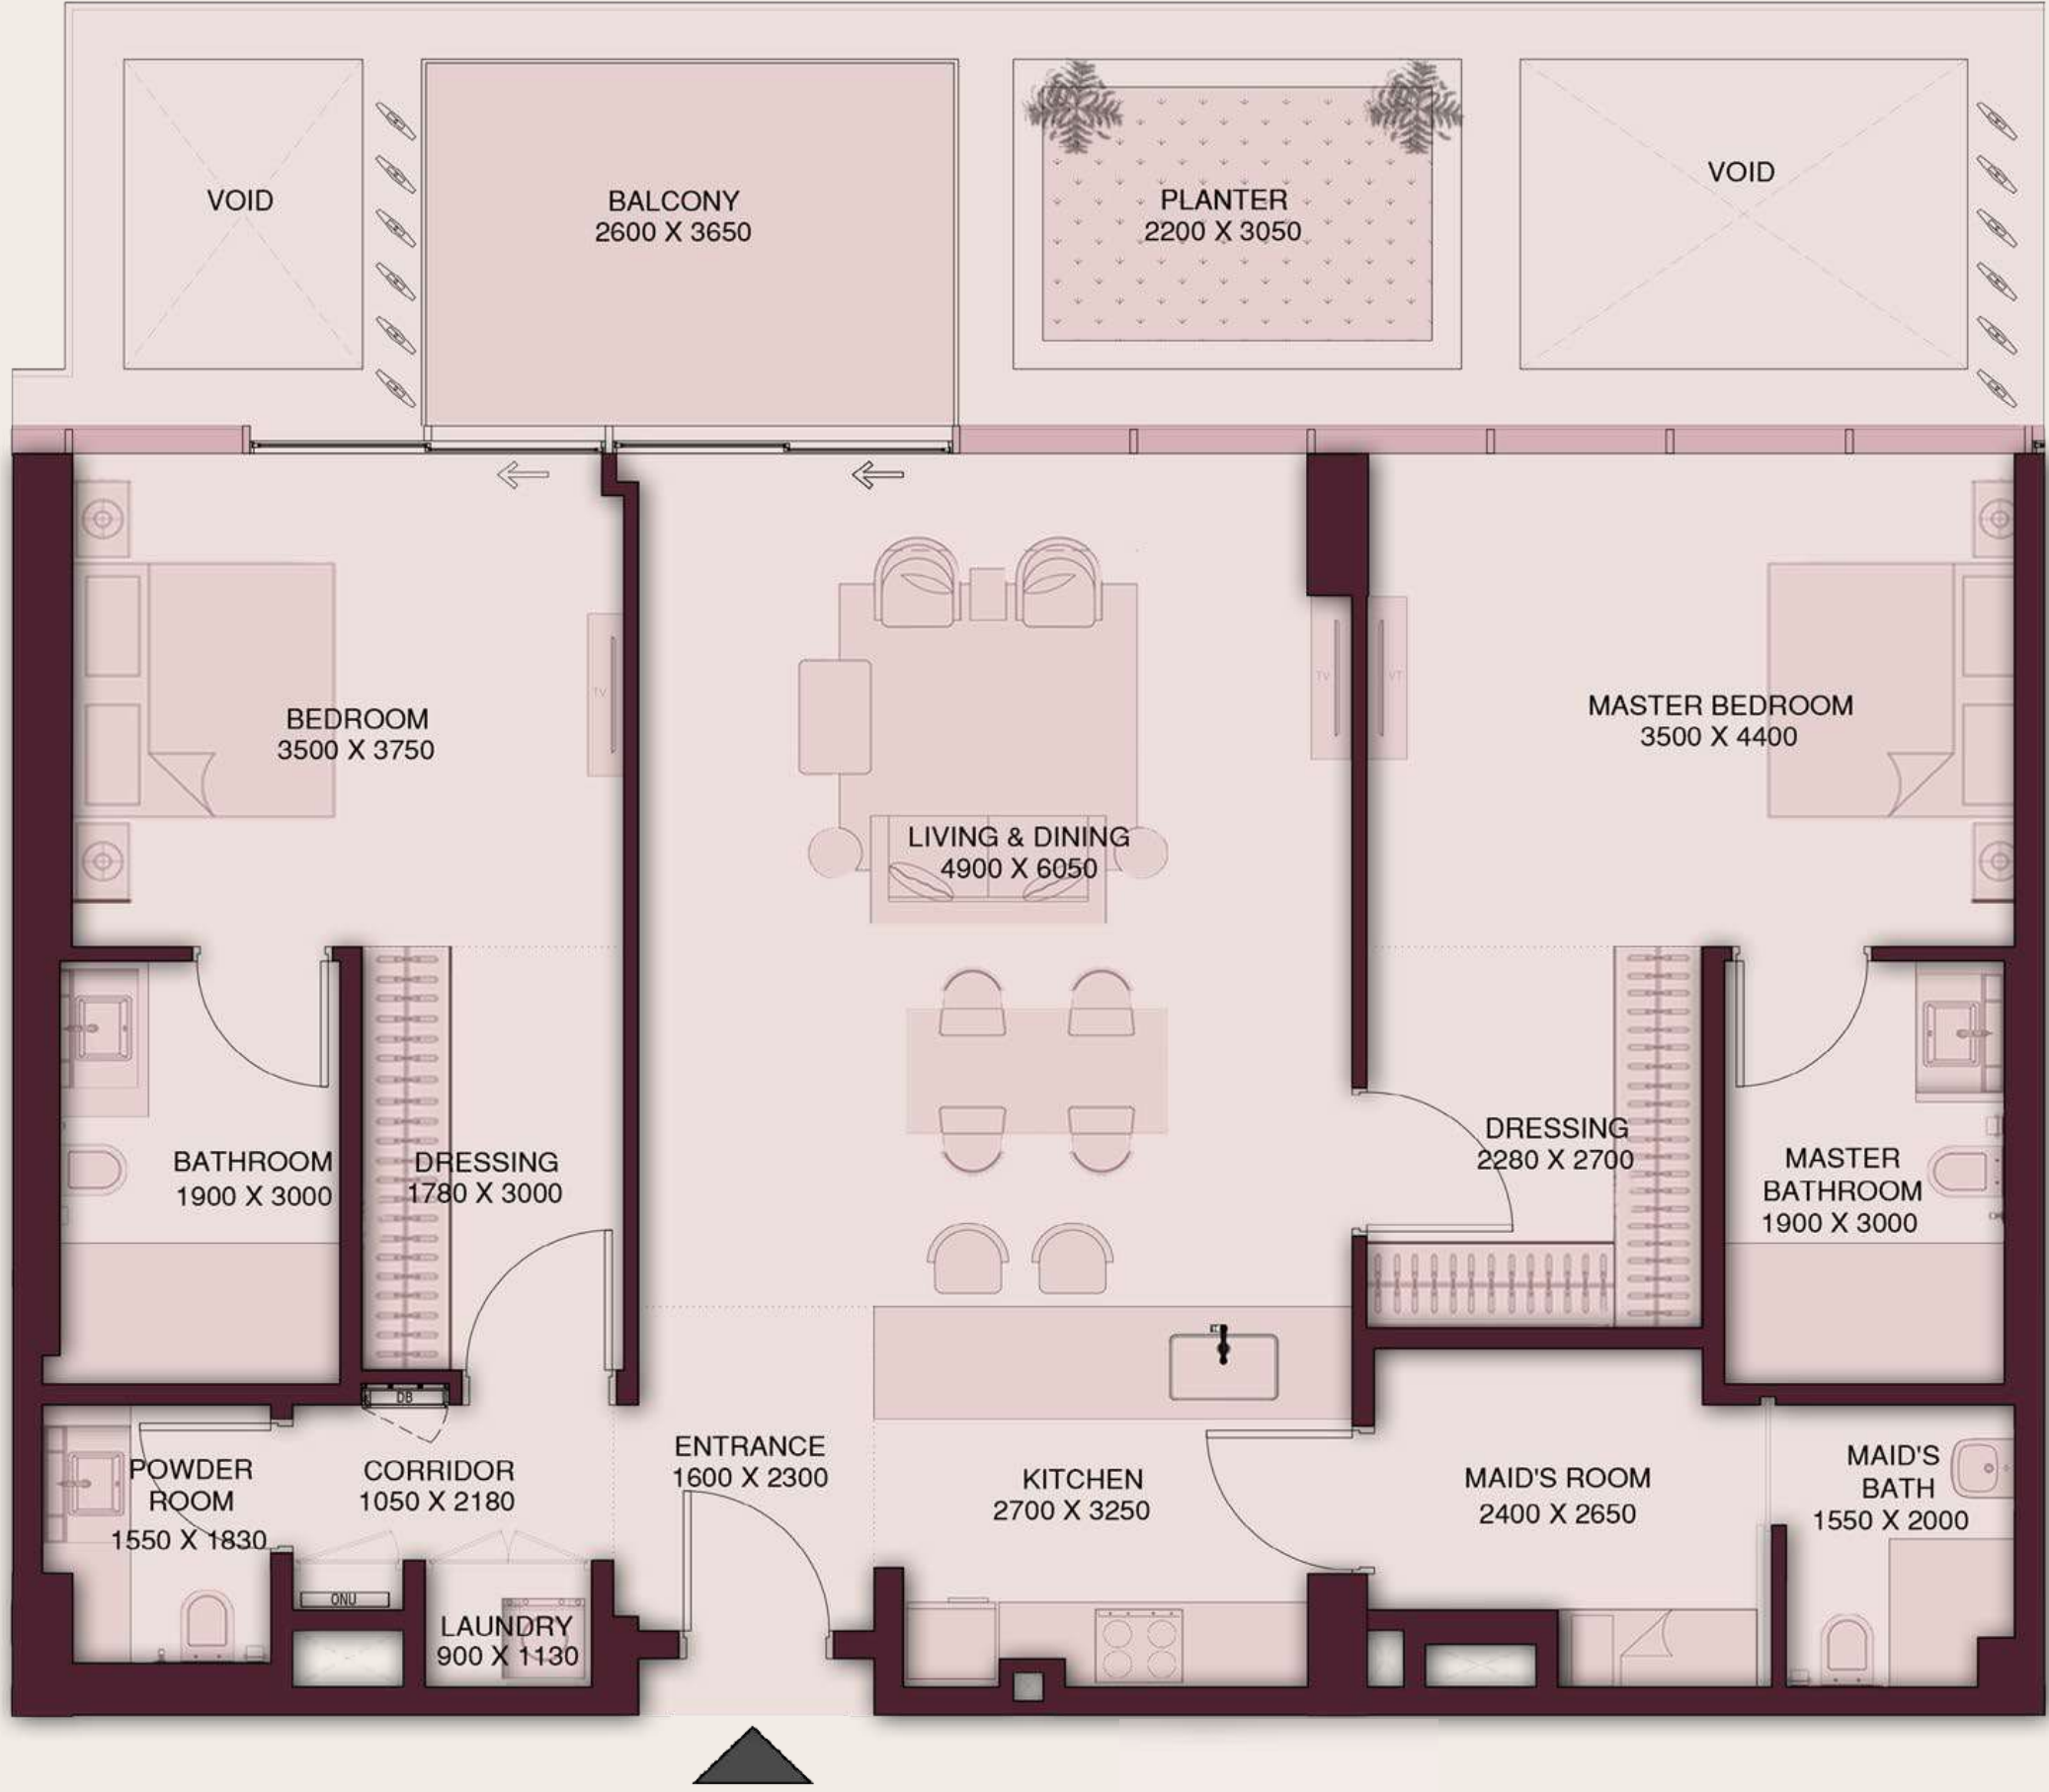 VOID
BALCONY
2600 X 3650
PLANTER
2200 X 3050
VOID
BEDROOM
3500 X 3750
TV
LIVING & DINING
4900 X 6050
TV
TV
MASTER BEDROOM
3500 X 4400
BATHROOM
1900 X 3000
DRESSING
1780 X 3000
DRESSING
2280 X 2700
MASTER
BATHROOM
1900 X 3000
DB
POWDER
ROOM
1550 X 1830
CORRIDOR
1050 X 2180
ENTRANCE
1600 X 2300
KITCHEN
2700 X 3250
MAID'S ROOM
2400 X 2650
MAID'S
BATH
1550 X 2000
ONU
LAUNDRY
900 X 1130